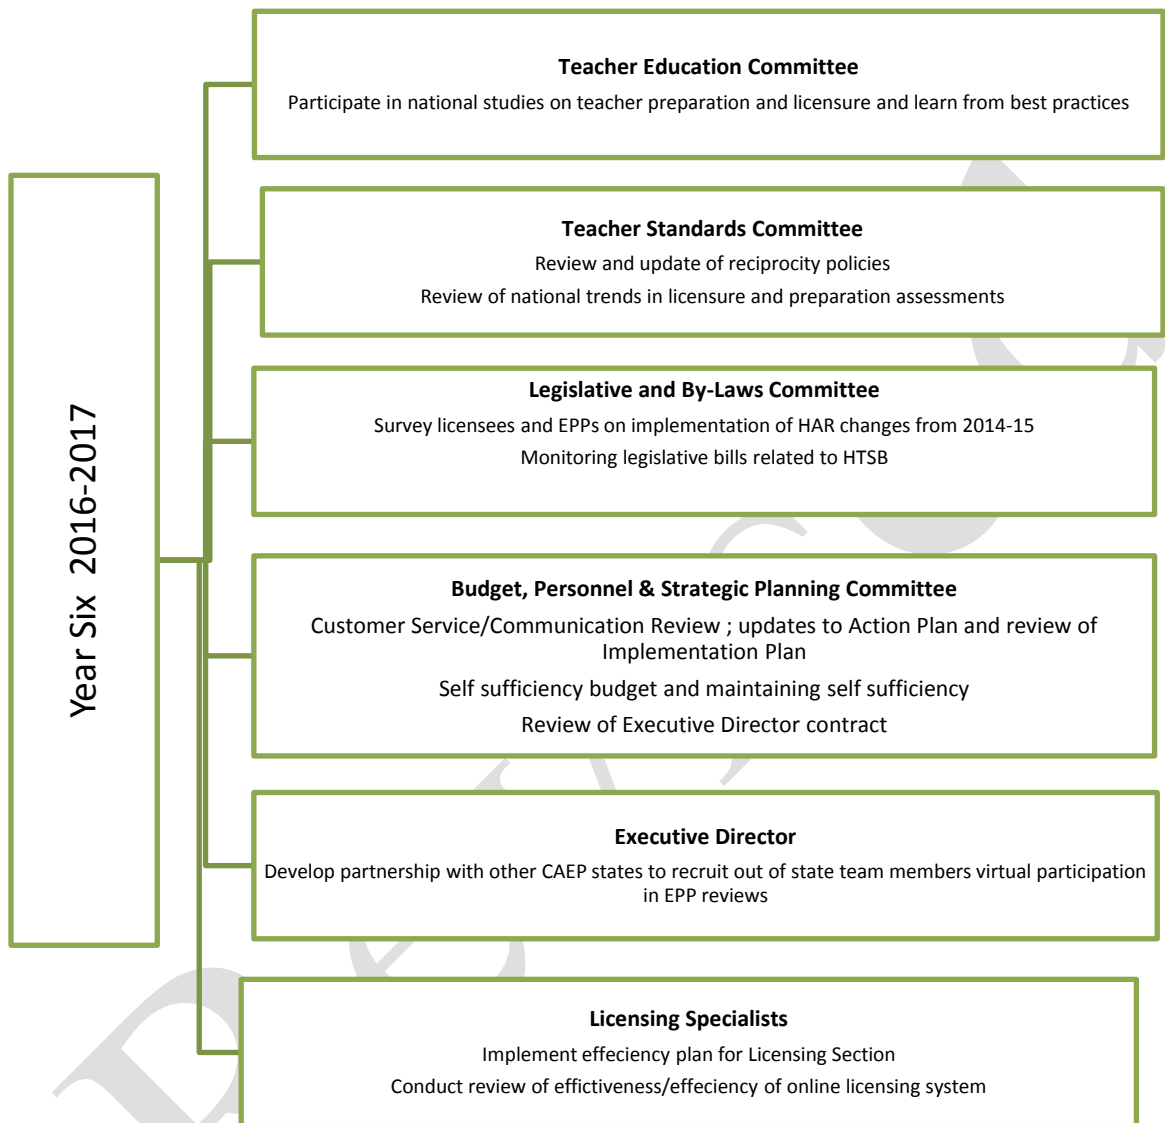 Year Six 2016-2017
Teacher Education Committee
Participate in national studies on teacher preparation and licensure and learn from best practices
Teacher Standards Committee
Review and update of reciprocity policies
Review of national trends in licensure and preparation assessments
Legislative and By-Laws Committee
Survey licensees and EPPs on implementation of HAR changes from 2014-15
Monitoring legislative bills related to HTSB
Budget, Personnel & Strategic Planning Committee
Customer Service/Communication Review ; updates to Action Plan and review of
Implementation Plan
Self sufficiency budget and maintaining self sufficiency
Review of Executive Director contract
Executive Director
Develop partnership with other CAEP states to recruit out of state team members virtual participation
in EPP reviews
Licensing Specialists
Implement effeciency plan for Licensing Section
Conduct review of effictiveness/effeciency of online licensing system